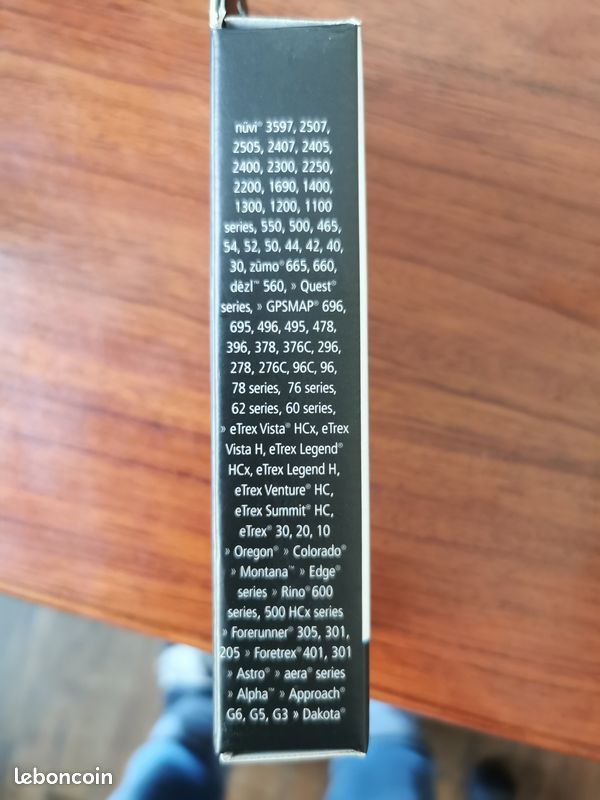 nüvi® 3597, 2507,
2505, 2407, 2405,
2400, 2300, 2250,
2200, 1690, 1400,
1300, 1200, 1100
series, 550, 500, 465,
54, 52, 50, 44, 42, 40,
30, zūmo® 665, 660,
dēzl™ 560, » Quest®
series, » GPSMAP® 696,
695, 496, 495, 478,
396, 378, 376C, 296,
278, 276C, 96C, 96,
78 series, 76 series,
62 series, 60 series,
» eTrex Vista® HCx, eTrex
Vista H, eTrex Legend®
HCx, eTrex Legend H,
eTrex Venture® HC,
eTrex Summit® HC,
eTrex® 30, 20, 10
» Oregon® » Colorado®
» Montana™ » Edge®
series » Rino® 600
series, 500 HCx series
» Forerunner® 305, 301,
205 » Foretrex® 401, 301
» Astro® » aera® series
» Alpha™ » Approach®
G6, G5, G3 » Dakota®
leboncoin